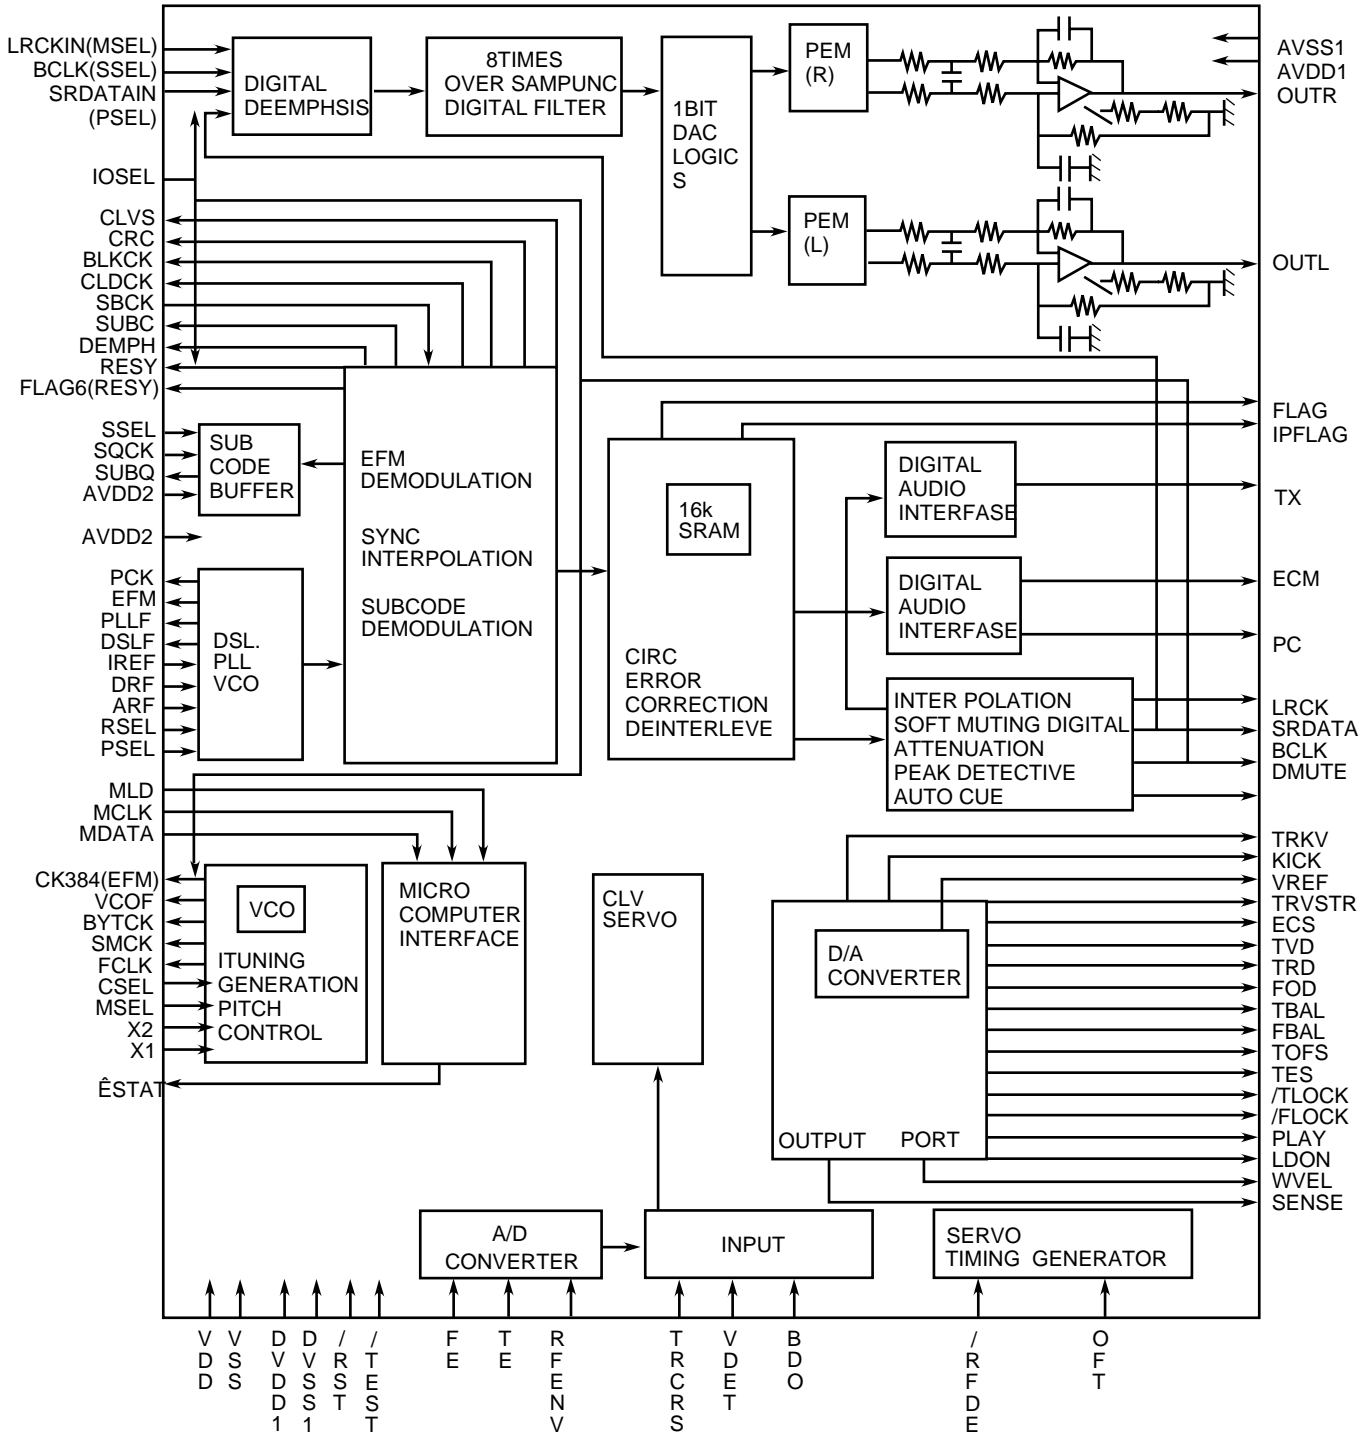 LRCKIN(MSEL)
BCLK(SSEL)
SRDATAIN
(PSEL)
IOSEL
CLVS
CRC
BLKCK
CLDCK
SBCK
SUBC
DEMPH
RESY
FLAG6(RESY)
SSEL
SQCK
SUBQ
AVDD2
AVDD2
PCK
EFM
PLLF
DSLF
IREF
DRF
ARF
RSEL
PSEL
MLD
MCLK
MDATA
CK384(EFM)
VCOF
BYTCK
SMCK
FCLK
CSEL
MSEL
X2
X1
ÊSTAT
DIGITAL
DEEMPHSIS
8TIMES
OVER SAMPUNC
DIGITAL FILTER
1BIT
DAC
LOGIC
S
PEM
(R)
PEM
(L)
SUB
CODE
BUFFER
EFM
DEMODULATION
SYNC
INTERPOLATION
SUBCODE
DEMODULATION
DSL.
PLL
VCO
16k
SRAM
CIRC
ERROR
CORRECTION
DEINTERLEVE
DIGITAL
AUDIO
INTERFASE
DIGITAL
AUDIO
INTERFASE
INTER POLATION
SOFT MUTING DIGITAL
ATTENUATION
PEAK DETECTIVE
AUTO CUE
VCO
ITUNING
GENERATION
PITCH
CONTROL
MICRO
COMPUTER
INTERFACE
CLV
SERVO
D/A
CONVERTER
OUTPUT PORT
A/D
CONVERTER
INPUT
SERVO
TIMING GENERATOR
AVSS1
AVDD1
OUTR
OUTL
FLAG
IPFLAG
TX
ECM
PC
LRCK
SRDATA
BCLK
DMUTE
TRKV
KICK
VREF
TRVSTR
ECS
TVD
TRD
FOD
TBAL
FBAL
TOFS
TES
/TLOCK
/FLOCK
PLAY
LDON
WVEL
SENSE
VDD
VSS
DVDD1
DVSS1
/RST
/TEST
FE
TE
RFENV
TRCRS
VDET
BDO
/RFDE
OFT